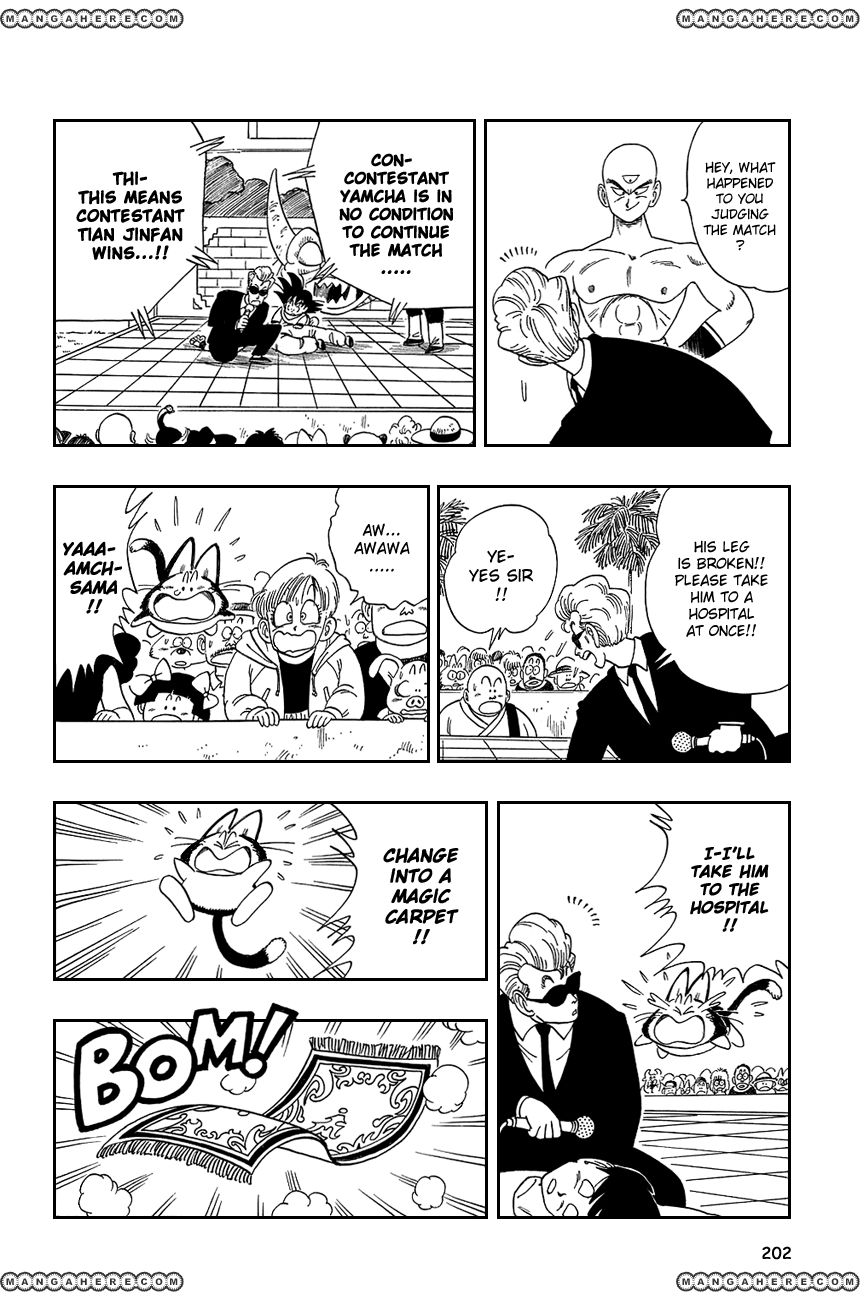 MANGAHERE.COM
MANGAHERE.COM
HEY, WHAT
HAPPENED
TO YOU
JUDGING
THE MATCH
?
CON-
CONTESTANT
YAMCHA IS IN
NO CONDITION
TO CONTINUE
THE MATCH
.....
THI-
THIS MEANS
CONTESTANT
TIAN JINFAN
WINS...!!
HIS LEG
IS BROKEN!!
PLEASE TAKE
HIM TO A
HOSPITAL
AT ONCE!!
YE-
YES SIR
!!
AW...
AWAWA
.....
YAAA-
AMCH-
SAMA
!!
I-I'LL
TAKE HIM
TO THE
HOSPITAL
!!
CHANGE
INTO A
MAGIC
CARPET
!!
BOM!
202
MANGAHERE.COM
MANGAHERE.COM